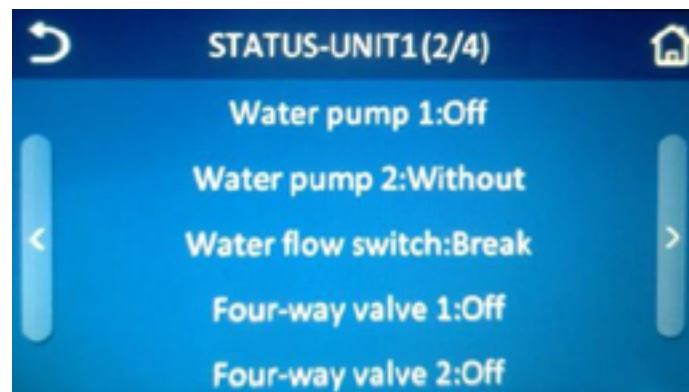 STATUS-UNIT1(2/4)
Water pump 1:Off
Water pump 2:Without
Water flow switch:Break
Four-way valve 1:Off
Four-way valve 2:Off